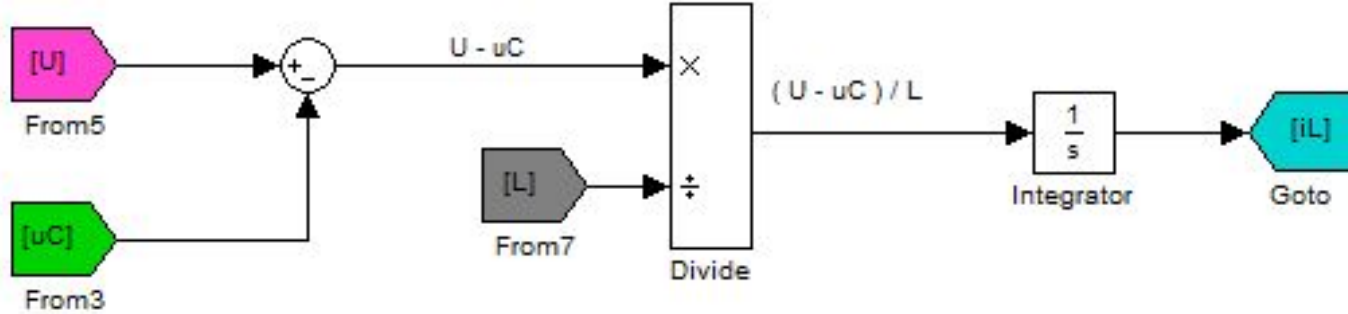 [U]
From5
+
−
U - uC
[uC]
From3
[L]
From7
×
÷
Divide
( U - uC ) / L
1
s
Integrator
[iL]
Goto